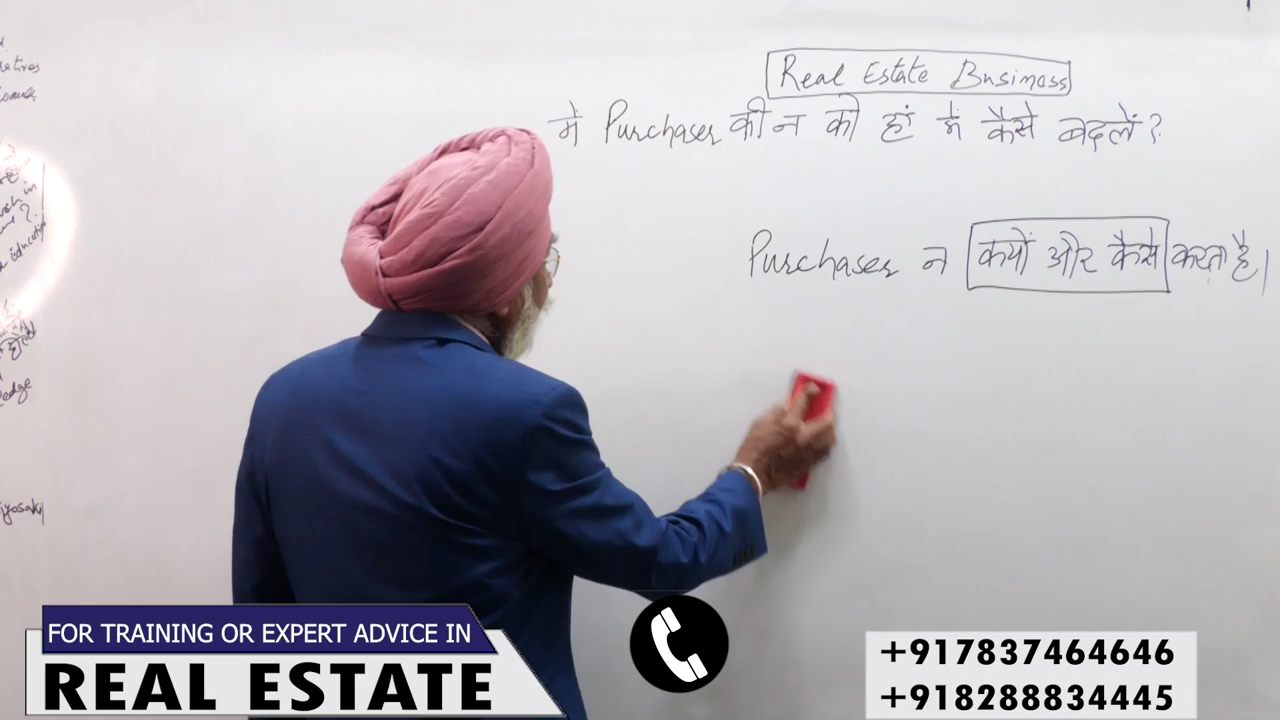 Real Estate Business
में Purchaser की न को हां में कैसे बदलें?
Purchaser न क्यों और कैसे करता है।
FOR TRAINING OR EXPERT ADVICE IN
REAL ESTATE
+917837464646
+918288834445